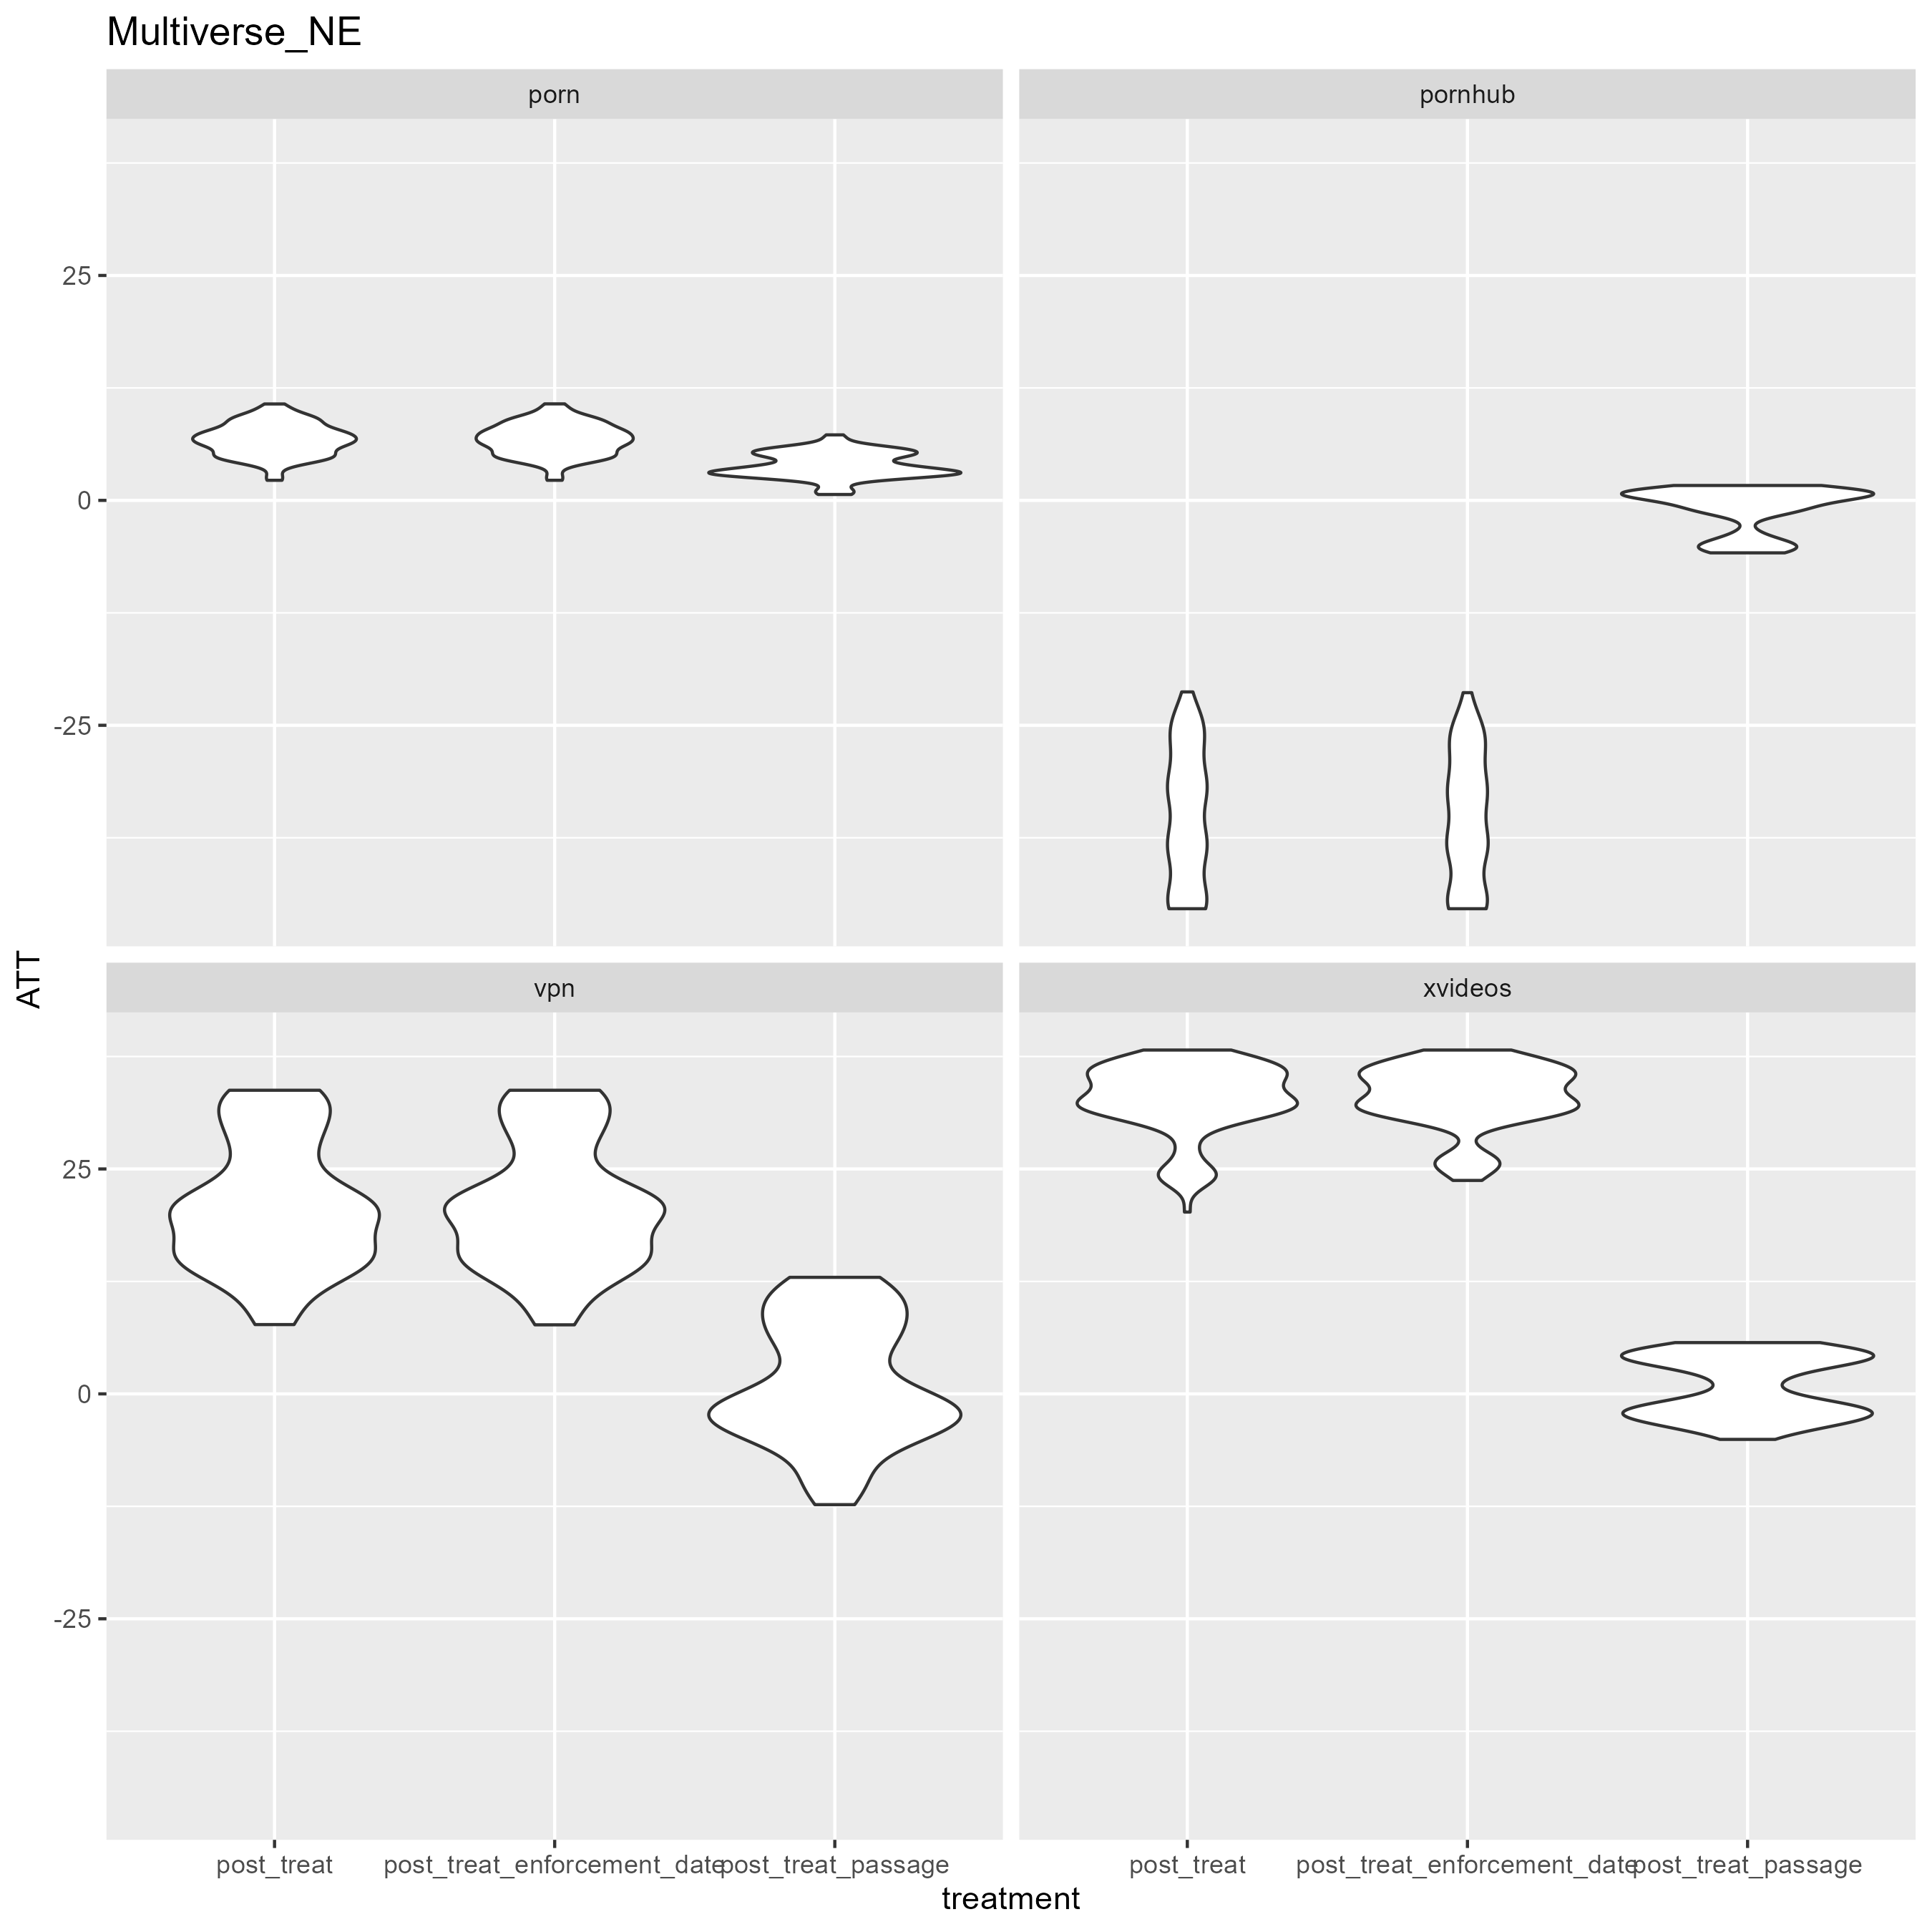 Multiverse_NE
porn
pornhub
25
0
-25
ATT
vpn
xvideos
25
0
-25
post_treat post_treat_enforcement_date post_treat_passage
post_treat post_treat_enforcement_date post_treat_passage
treatment